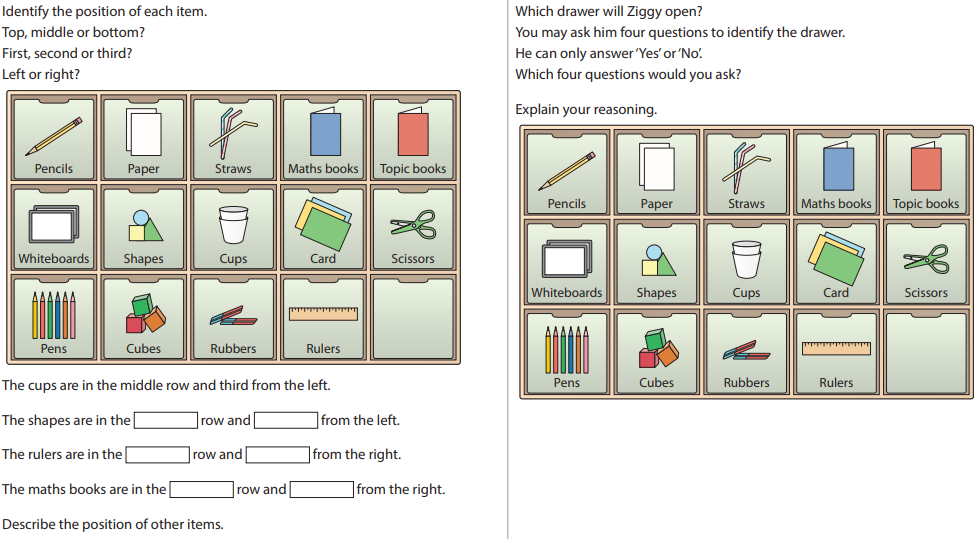 Identify the position of each item.
Top, middle or bottom?
First, second or third?
Left or right?
Pencils Paper Straws Maths books Topic books
Whiteboards Shapes Cups Card Scissors
Pens Cubes Rubbers Rulers
The cups are in the middle row and third from the left.
The shapes are in the row and from the left.
The rulers are in the row and from the right.
The maths books are in the row and from the right.
Describe the position of other items.
Which drawer will Ziggy open?
You may ask him four questions to identify the drawer.
He can only answer ‘Yes’ or ‘No’.
Which four questions would you ask?
Explain your reasoning.
Pencils Paper Straws Maths books Topic books
Whiteboards Shapes Cups Card Scissors
Pens Cubes Rubbers Rulers